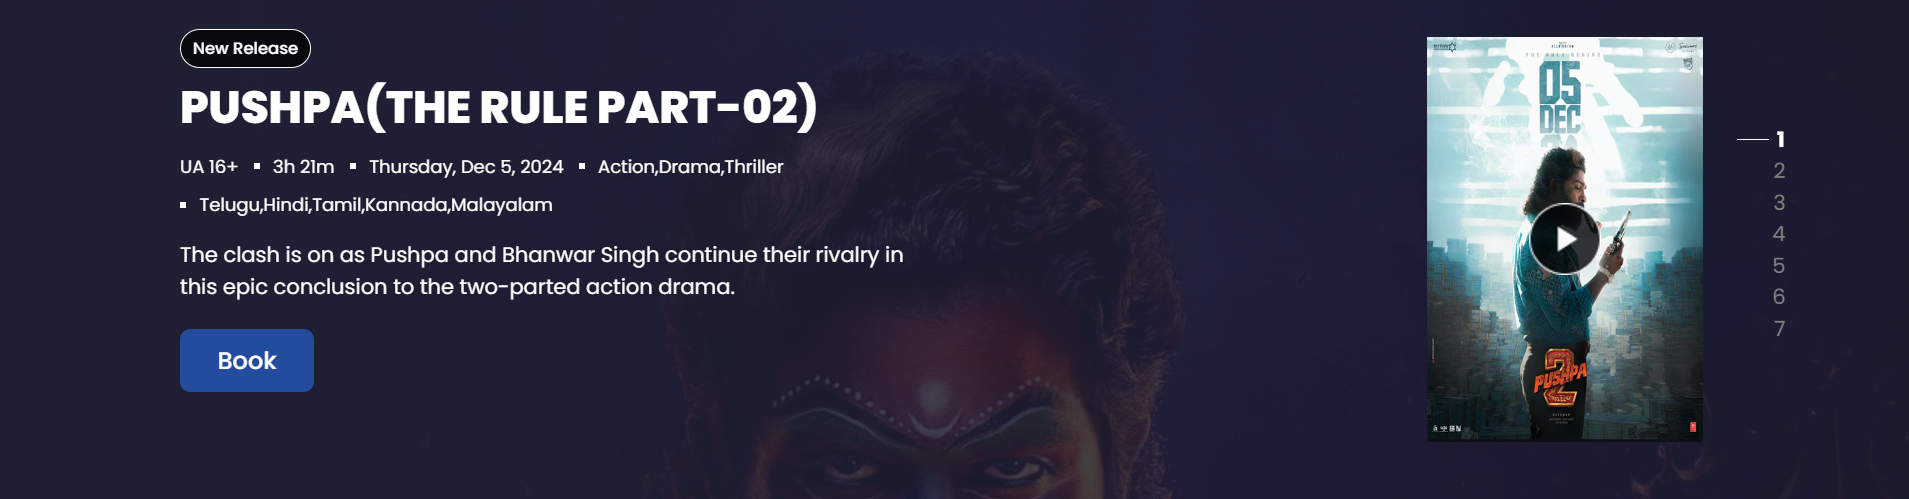 New Release
PUSHPA(THE RULE PART-02)
UA 16+ ▪ 3h 21m ▪ Thursday, Dec 5, 2024 ▪ Action,Drama,Thriller
▪ Telugu,Hindi,Tamil,Kannada,Malayalam
The clash is on as Pushpa and Bhanwar Singh continue their rivalry in
this epic conclusion to the two-parted action drama.
Book
THE RULE BEGINS
05
DEC
PUSHPA
2
1
2
3
4
5
6
7